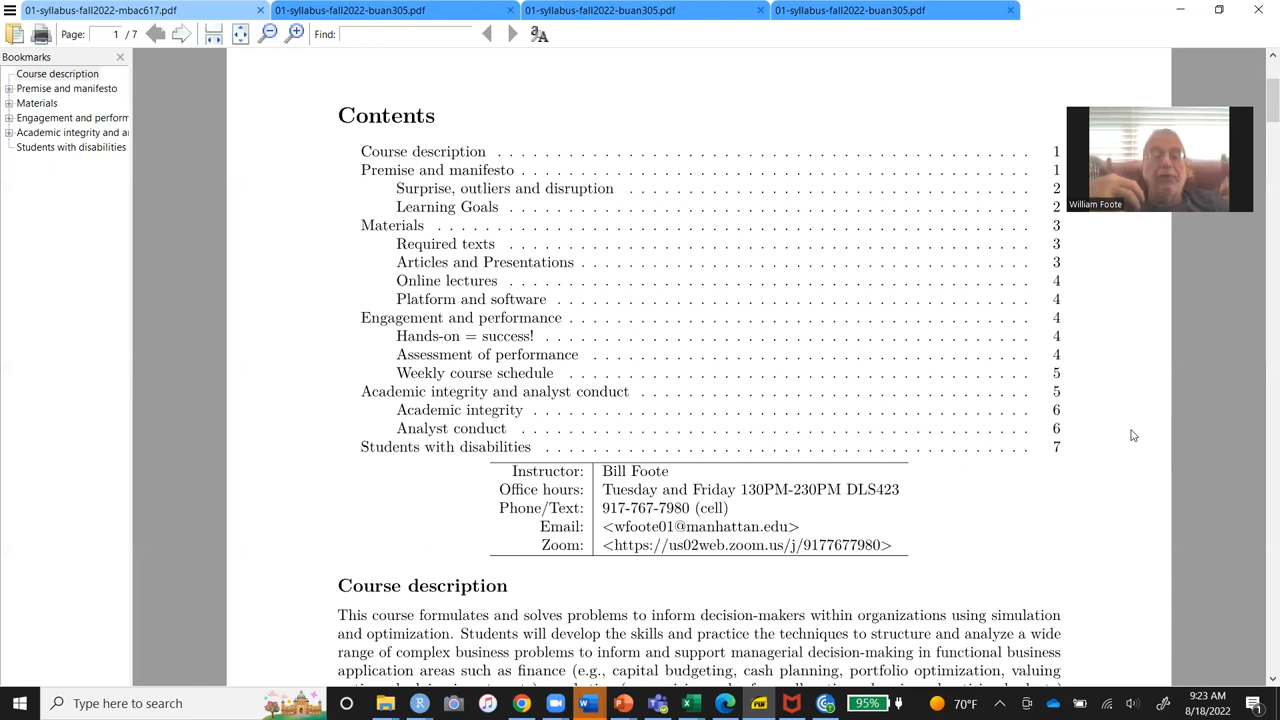 01-syllabus-fall2022-mbac617.pdf
01-syllabus-fall2022-buan305.pdf
01-syllabus-fall2022-buan305.pdf
01-syllabus-fall2022-buan305.pdf
Page: 1 / 7
Find:
Bookmarks
Course description
Premise and manifesto
Materials
Engagement and perform
Academic integrity and a
Students with disabilities
Contents
Course description 1
Premise and manifesto 1
Surprise, outliers and disruption 2
Learning Goals 2
Materials 3
Required texts 3
Articles and Presentations 3
Online lectures 4
Platform and software 4
Engagement and performance 4
Hands-on = success! 4
Assessment of performance 4
Weekly course schedule 5
Academic integrity and analyst conduct 5
Academic integrity 6
Analyst conduct 6
Students with disabilities 7
William Foote
Instructor: Bill Foote
Office hours: Tuesday and Friday 130PM-230PM DLS423
Phone/Text: 917-767-7980 (cell)
Email: <wfoote01@manhattan.edu>
Zoom: <https://us02web.zoom.us/j/9177677980>
Course description
This course formulates and solves problems to inform decision-makers within organizations using simulation
and optimization. Students will develop the skills and practice the techniques to structure and analyze a wide
range of complex business problems to inform and support managerial decision-making in functional business
application areas such as finance (e.g., capital budgeting, cash planning, portfolio optimization, valuing
Type here to search
95%
70°F
9:23 AM
8/18/2022